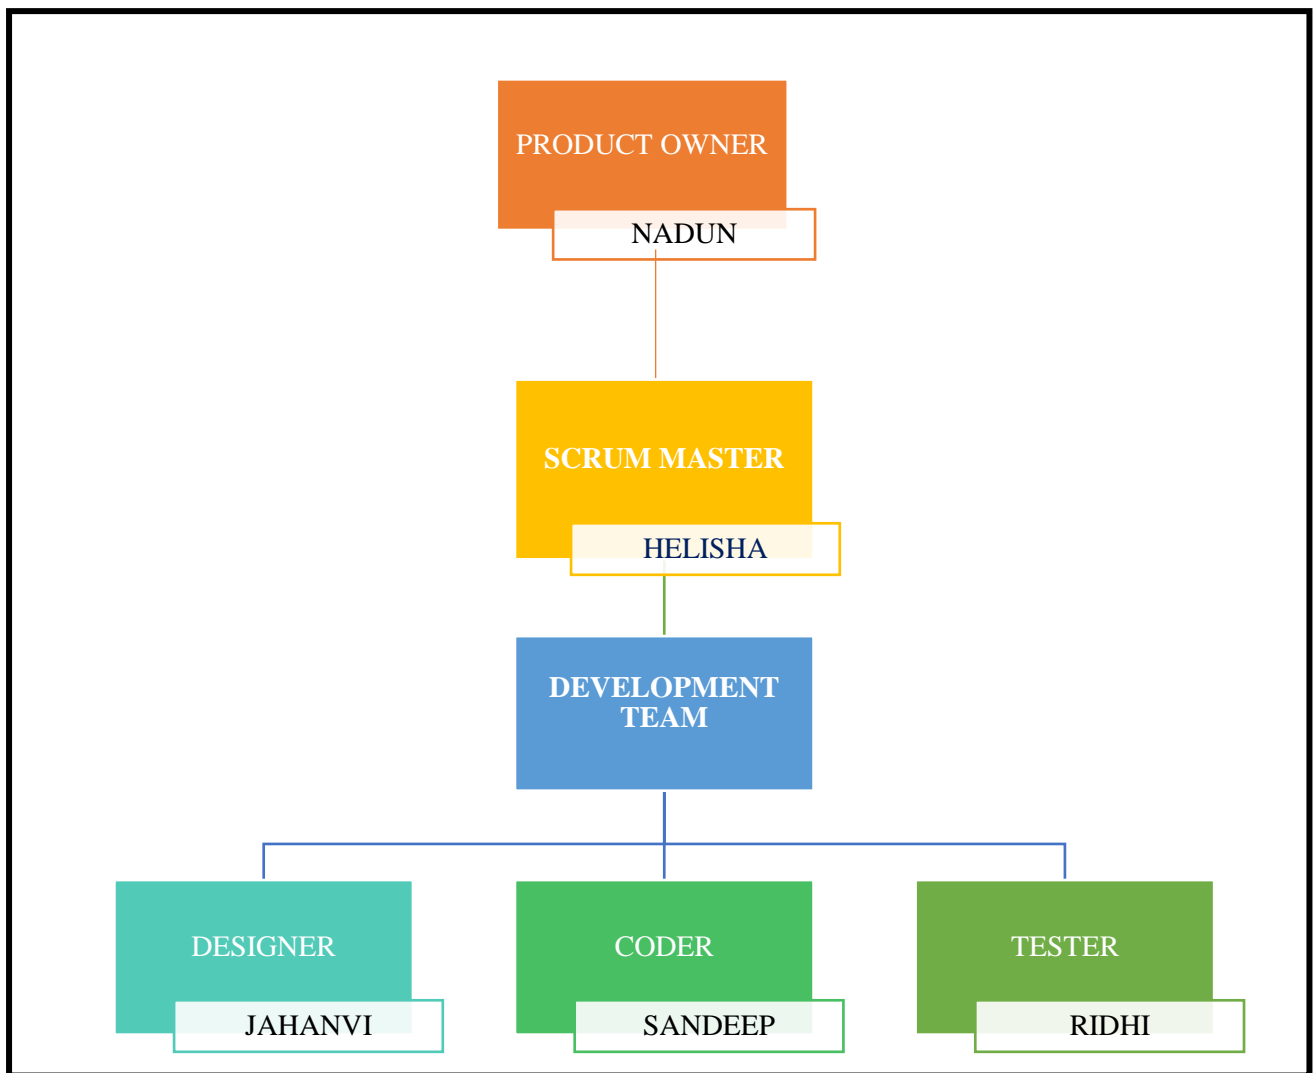 PRODUCT OWNER
NADUN
SCRUM MASTER
HELISHA
DEVELOPMENT
TEAM
DESIGNER
JAHANVI
CODER
SANDEEP
TESTER
RIDHI